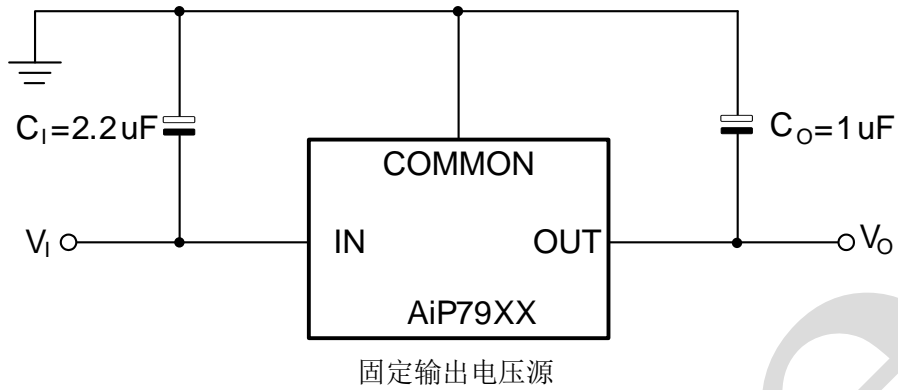 C_I=2.2uF
C_O=1uF
COMMON
V_I
IN
OUT
V_O
AiP79XX
固定输出电压源